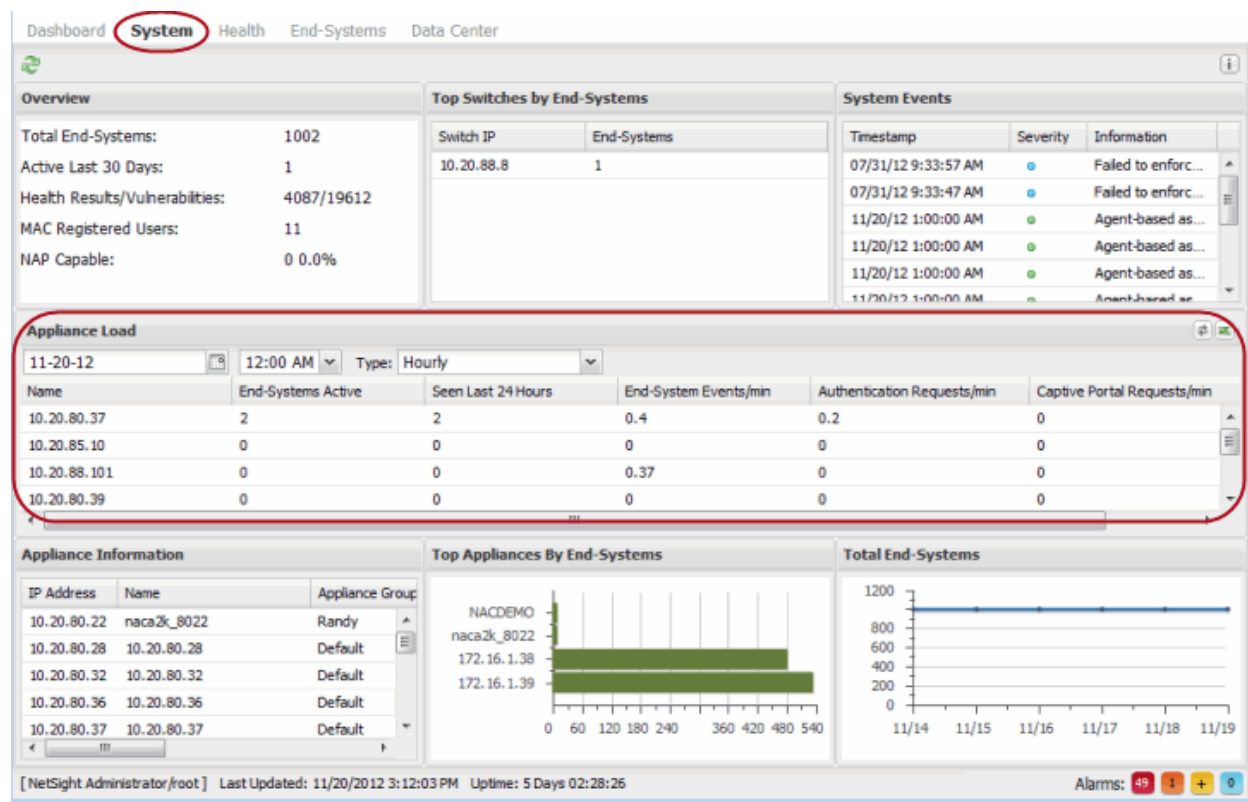 Dashboard System Health End-Systems Data Center
Overview
Total End-Systems: 1002
Active Last 30 Days: 1
Health Results/Vulnerabilities: 4087/19612
MAC Registered Users: 11
NAP Capable: 0 0.0%
Top Switches by End-Systems
Switch IP End-Systems
10.20.88.8 1
System Events
Timestamp Severity Information
07/31/12 9:33:57 AM Failed to enforc...
07/31/12 9:33:47 AM Failed to enforc...
11/20/12 1:00:00 AM Agent-based as...
11/20/12 1:00:00 AM Agent-based as...
11/20/12 1:00:00 AM Agent-based as...
11/20/12 1:00:00 AM Agent-based as
Appliance Load
11-20-12 12:00 AM Type: Hourly
Name End-Systems Active Seen Last 24 Hours End-System Events/min Authentication Requests/min Captive Portal Requests/min
10.20.80.37 2 2 0.4 0.2 0
10.20.85.10 0 0 0 0 0
10.20.88.101 0 0 0.37 0 0
10.20.80.39 0 0 0 0 0
Appliance Information
IP Address Name Appliance Group
10.20.80.22 naca2k_8022 Randy
10.20.80.28 10.20.80.28 Default
10.20.80.32 10.20.80.32 Default
10.20.80.36 10.20.80.36 Default
10.20.80.37 10.20.80.37 Default
Top Appliances By End-Systems
NACDEMO
naca2k_8022
172.16.1.38
172.16.1.39
0 60 120 180 240 360 420 480 540
Total End-Systems
1200
800
600
400
200
0
11/14 11/15 11/16 11/17 11/18 11/19
[ NetSight Administrator/root ] Last Updated: 11/20/2012 3:12:03 PM Uptime: 5 Days 02:28:26 Alarms: 49 1 + 0